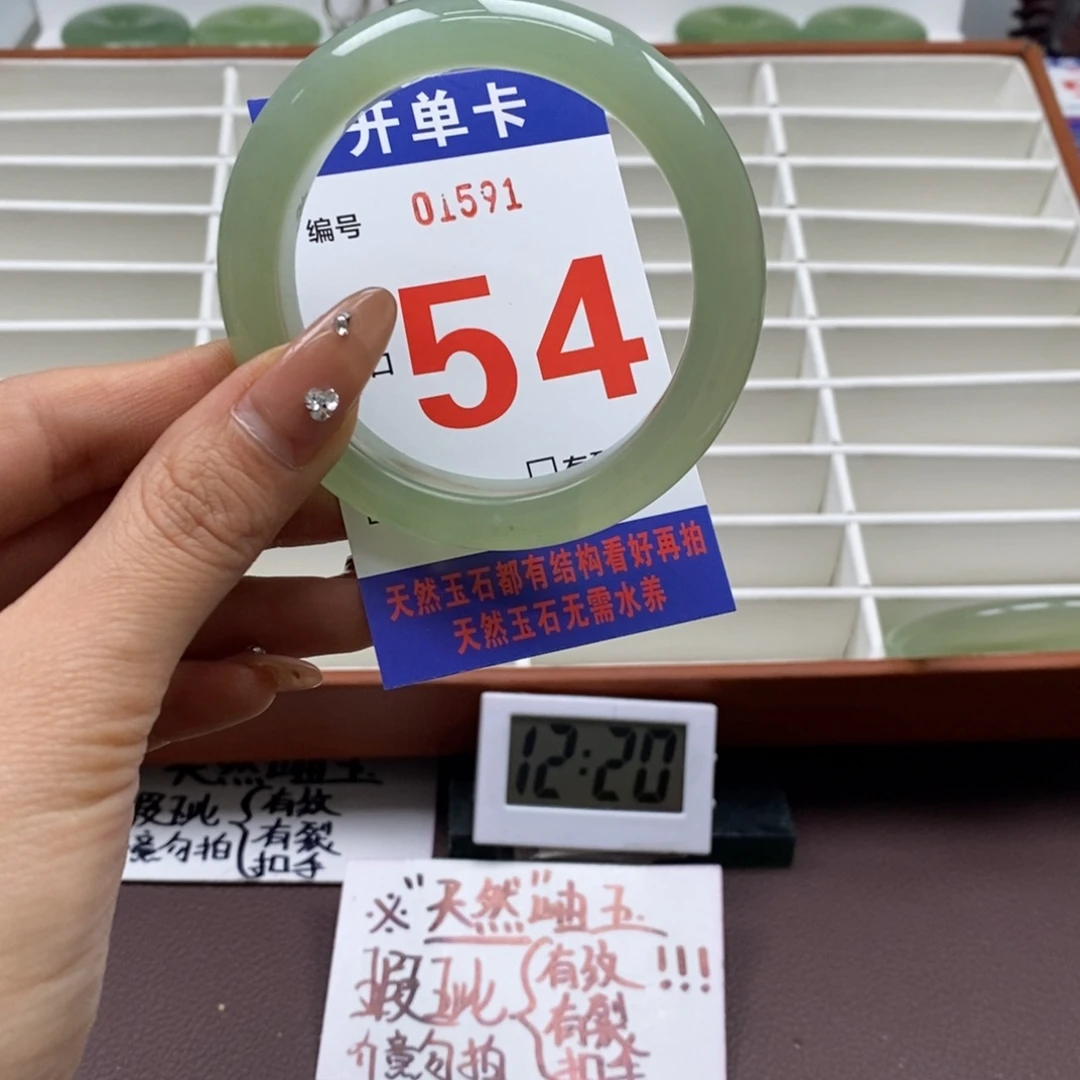 开单卡
编号 01591
口 54
天然玉石都有结构看好再拍
天然玉石无需水养
12:20
天然岫玉
瑕玼 有纹
意勿拍 有裂
扣手
※"天然"岫玉
瑕玼 有纹 !!!
介意勿拍 有裂
扣手